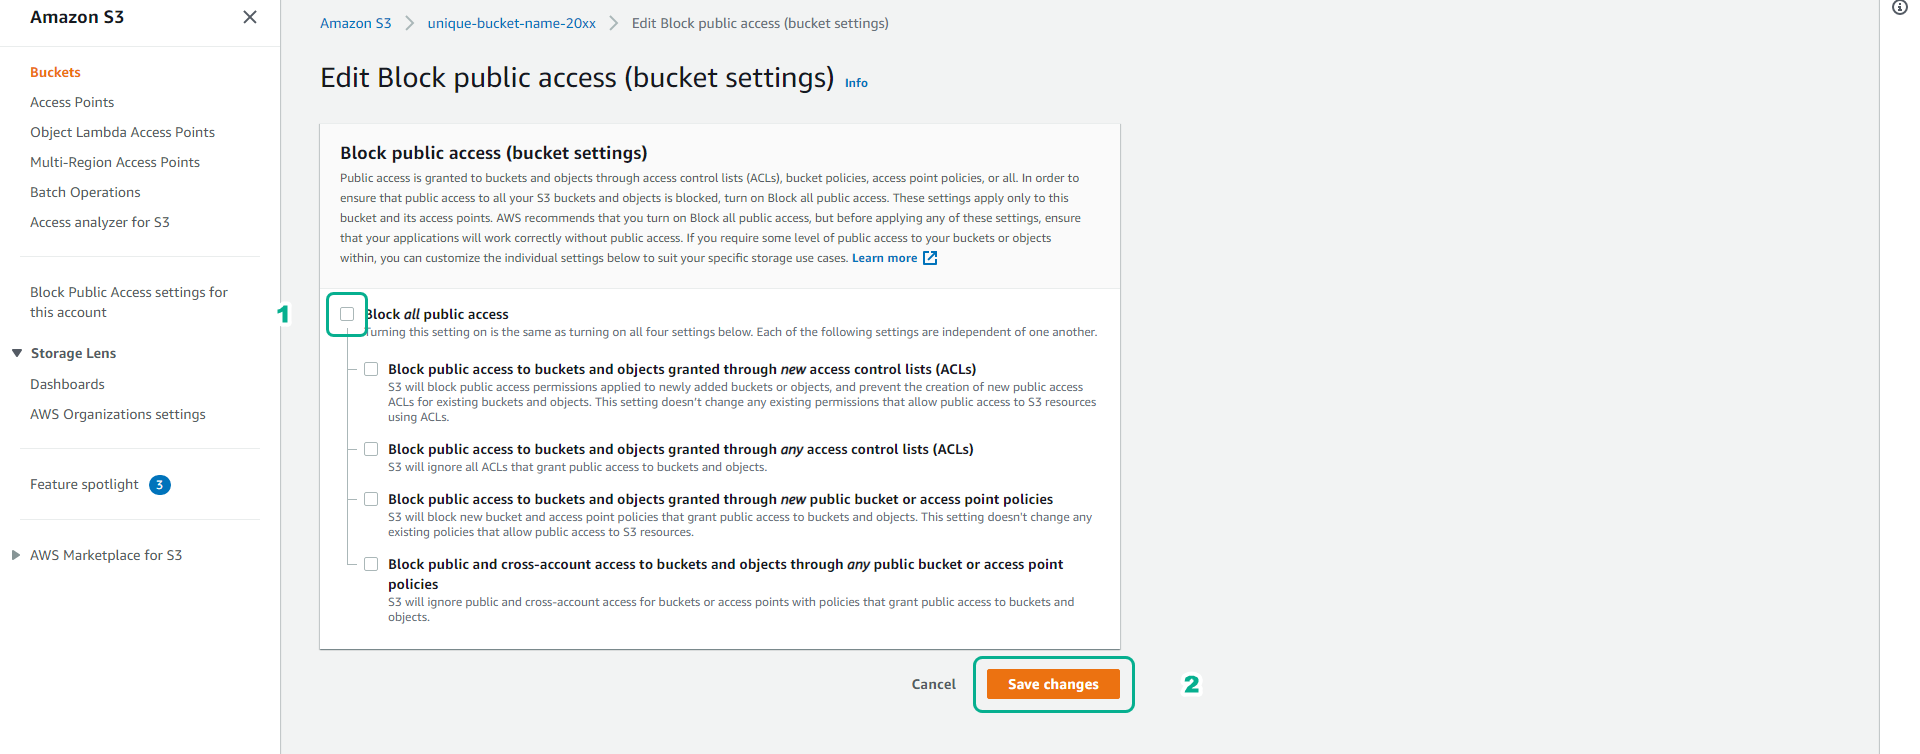 Amazon S3
Buckets
Access Points
Object Lambda Access Points
Multi-Region Access Points
Batch Operations
Access analyzer for S3
Block Public Access settings for
this account
Storage Lens
Dashboards
AWS Organizations settings
Feature spotlight 3
AWS Marketplace for S3
Amazon S3 > unique-bucket-name-20xx > Edit Block public access (bucket settings)
Edit Block public access (bucket settings) Info
Block public access (bucket settings)
Public access is granted to buckets and objects through access control lists (ACLs), bucket policies, access point policies, or all. In order to
ensure that public access to all your S3 buckets and objects is blocked, turn on Block all public access. These settings apply only to this
bucket and its access points. AWS recommends that you turn on Block all public access, but before applying any of these settings, ensure
that your applications will work correctly without public access. If you require some level of public access to your buckets or objects
within, you can customize the individual settings below to suit your specific storage use cases. Learn more
1
Block all public access
Turning this setting on is the same as turning on all four settings below. Each of the following settings are independent of one another.
Block public access to buckets and objects granted through new access control lists (ACLs)
S3 will block public access permissions applied to newly added buckets or objects, and prevent the creation of new public access
ACLs for existing buckets and objects. This setting doesn't change any existing permissions that allow public access to S3 resources
using ACLs.
Block public access to buckets and objects granted through any access control lists (ACLs)
S3 will ignore all ACLs that grant public access to buckets and objects.
Block public access to buckets and objects granted through new public bucket or access point policies
S3 will block new bucket and access point policies that grant public access to buckets and objects. This setting doesn't change any
existing policies that allow public access to S3 resources.
Block public and cross-account access to buckets and objects through any public bucket or access point
policies
S3 will ignore public and cross-account access for buckets or access points with policies that grant public access to buckets and
objects.
Cancel Save changes 2